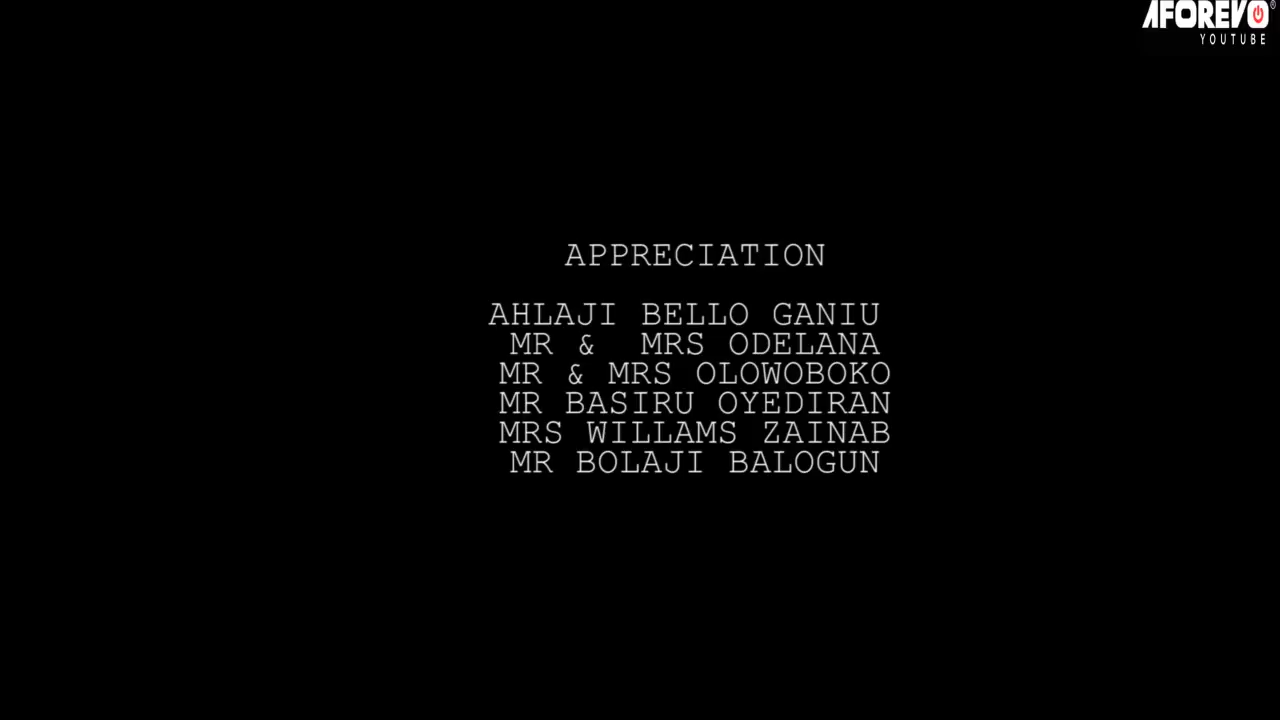 AFOREVO®
YOUTUBE
APPRECIATION
AHLAJI BELLO GANIU
MR & MRS ODELANA
MR & MRS OLOWOBOKO
MR BASIRU OYEDIRAN
MRS WILLAMS ZAINAB
MR BOLAJI BALOGUN